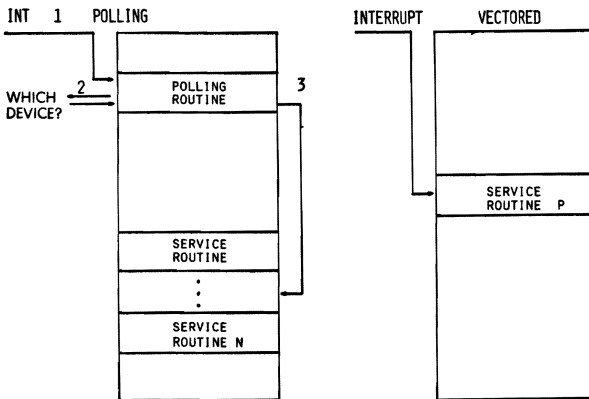 INT 1 POLLING
2
WHICH
DEVICE?
POLLING
ROUTINE
3
SERVICE
ROUTINE
SERVICE
ROUTINE N
INTERRUPT VECTORED
SERVICE
ROUTINE P